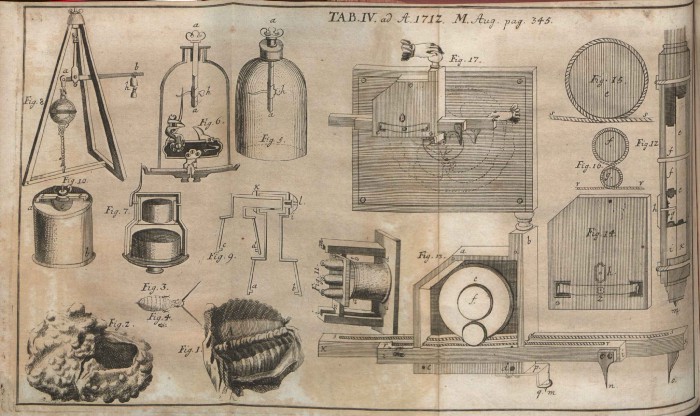 TAB. IV. ad A. 1712. M. Aug. pag. 345.
Fig. 8.
a
b
h
a
h
a
Fig. 6.
a
h
a
Fig. 5.
Fig. 17.
Fig. 15.
e
Fig. 12
f
Fig. 16
f
Fig. 10.
a
b
Fig. 7.
K
l
c
Fig. 9.
a
b
Fig. 11
Fig. 13.
a
b
e
f
Fig. 14.
h
Fig. 3.
Fig. 4.
Fig. 2.
Fig. 1.
K
r
c
d
p
q
m
n